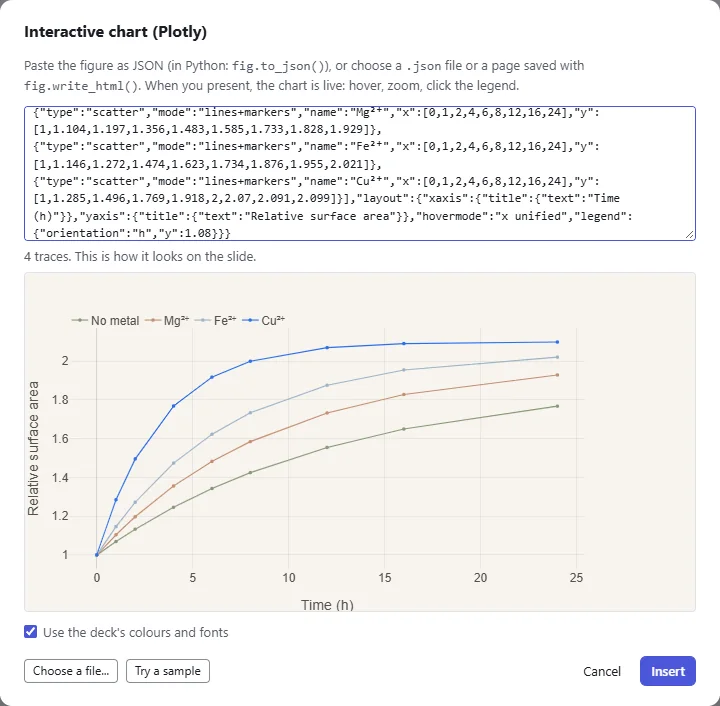 Interactive chart (Plotly)
Paste the figure as JSON (in Python: fig.to_json()), or choose a .json file or a page saved with
fig.write_html(). When you present, the chart is live: hover, zoom, click the legend.
{"type":"scatter","mode":"lines+markers","name":"Mg²⁺","x":[0,1,2,4,6,8,12,16,24],"y":
[1,1.104,1.197,1.356,1.483,1.585,1.733,1.828,1.929]},
{"type":"scatter","mode":"lines+markers","name":"Fe²⁺","x":[0,1,2,4,6,8,12,16,24],"y":
[1,1.146,1.272,1.474,1.623,1.734,1.876,1.955,2.021]},
{"type":"scatter","mode":"lines+markers","name":"Cu²⁺","x":[0,1,2,4,6,8,12,16,24],"y":
[1,1.285,1.496,1.769,1.918,2,2.07,2.091,2.099]}],"layout":{"xaxis":{"title":{"text":"Time
(h)"}},"yaxis":{"title":{"text":"Relative surface area"}},"hovermode":"x unified","legend":
{"orientation":"h","y":1.08}}}
4 traces. This is how it looks on the slide.
No metal Mg²⁺ Fe²⁺ Cu²⁺
Relative surface area
2
1.8
1.6
1.4
1.2
1
0 5 10 15 20 25
Time (h)
Use the deck's colours and fonts
Choose a file... Try a sample Cancel Insert